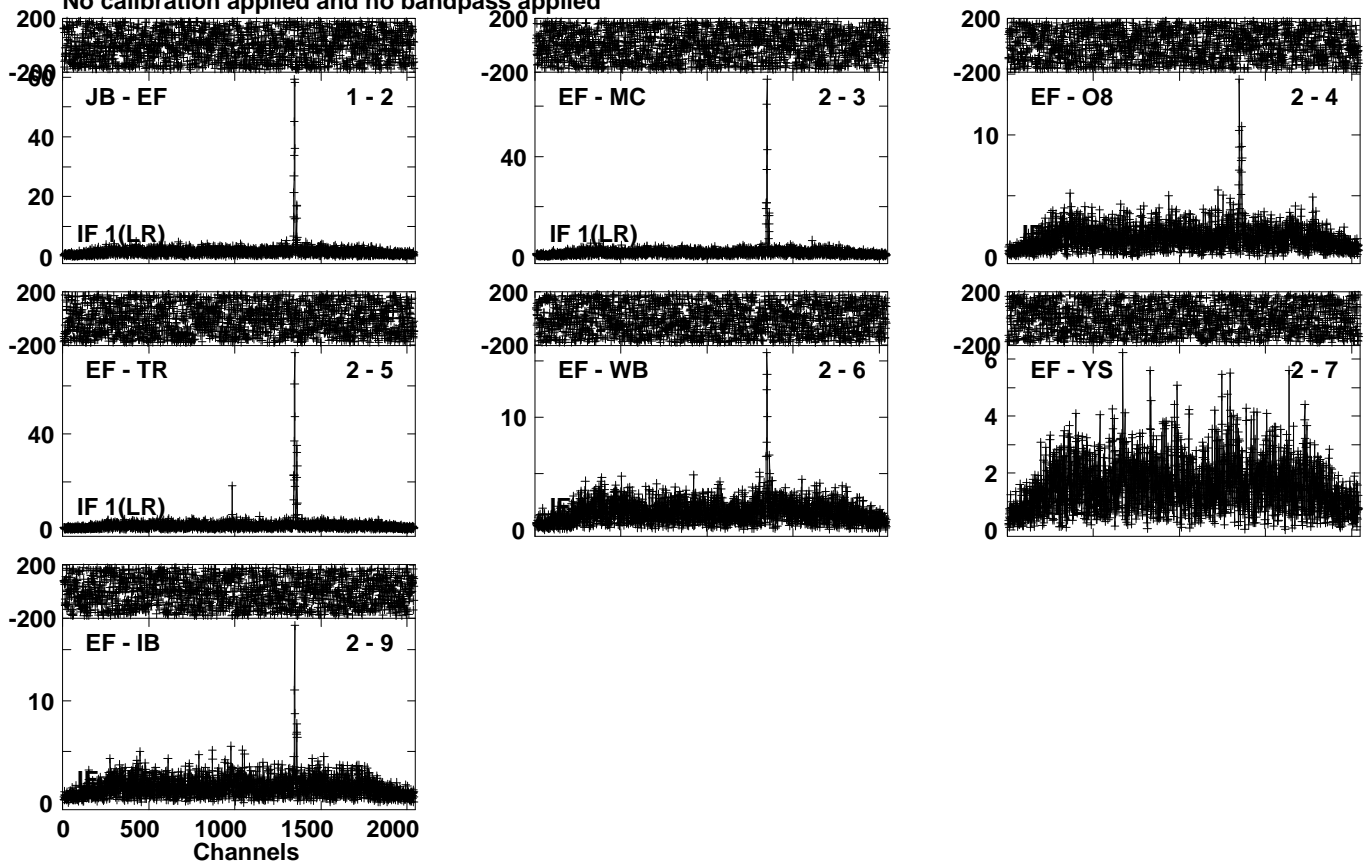 No calibration applied and no bandpass applied
200
-200
60
40
20
0
JB - EF 1 - 2
IF 1(LR)
200
-200
40
0
EF - MC 2 - 3
IF 1(LR)
200
-200
10
0
EF - O8 2 - 4
200
-200
40
0
EF - TR 2 - 5
IF 1(LR)
200
-200
10
0
EF - WB 2 - 6
IF
200
-200
6
4
2
0
EF - YS 2 - 7
200
-200
10
0
EF - IB 2 - 9
IF
0 500 1000 1500 2000
Channels